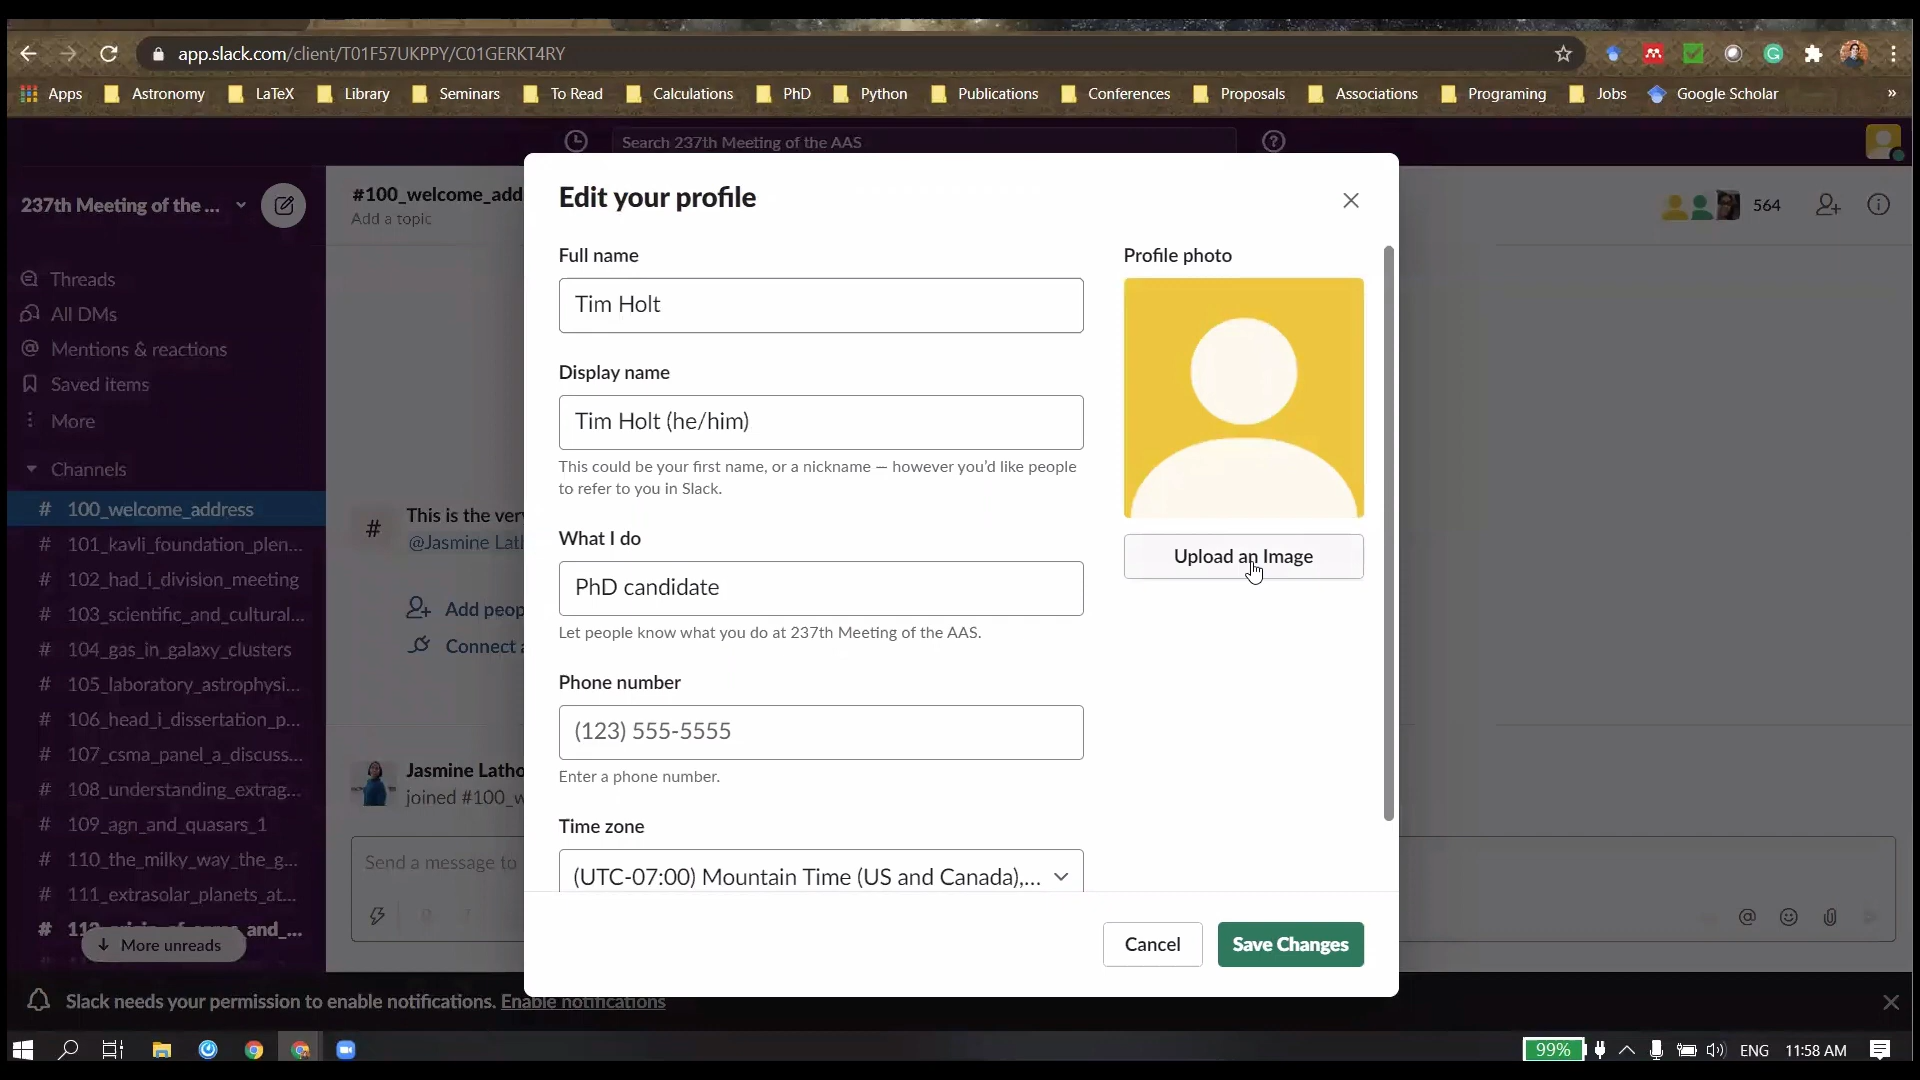 app.slack.com/client/T01F57UKPPY/C01GERKT4RY
Apps Astronomy LaTeX Library Seminars To Read Calculations PhD Python Publications Conferences Proposals Associations Programing Jobs Google Scholar »
Search 237th Meeting of the AAS
237th Meeting of the ...
#100_welcome_add
Add a topic
564
Threads
All DMs
Mentions & reactions
Saved items
More
Channels
# 100_welcome_address
# 101_kavli_foundation_plen...
# 102_had_i_division_meeting
# 103_scientific_and_cultural...
# 104_gas_in_galaxy_clusters
# 105_laboratory_astrophysi...
# 106_head_i_dissertation_p...
# 107_csma_panel_a_discuss...
# 108_understanding_extrag...
# 109_agn_and_quasars_1
# 110_the_milky_way_the_g...
# 111_extrasolar_planets_at...
More unreads
This is the ver
@Jasmine Lat
Add peop
Connect a
Jasmine Latho
joined #100_w
Send a message to
Edit your profile
Full name
Tim Holt
Display name
Tim Holt (he/him)
This could be your first name, or a nickname — however you'd like people
to refer to you in Slack.
What I do
PhD candidate
Let people know what you do at 237th Meeting of the AAS.
Phone number
(123) 555-5555
Enter a phone number.
Time zone
(UTC-07:00) Mountain Time (US and Canada),...
Profile photo
Upload an Image
Cancel
Save Changes
Slack needs your permission to enable notifications. Enable notifications
99%
ENG
11:58 AM